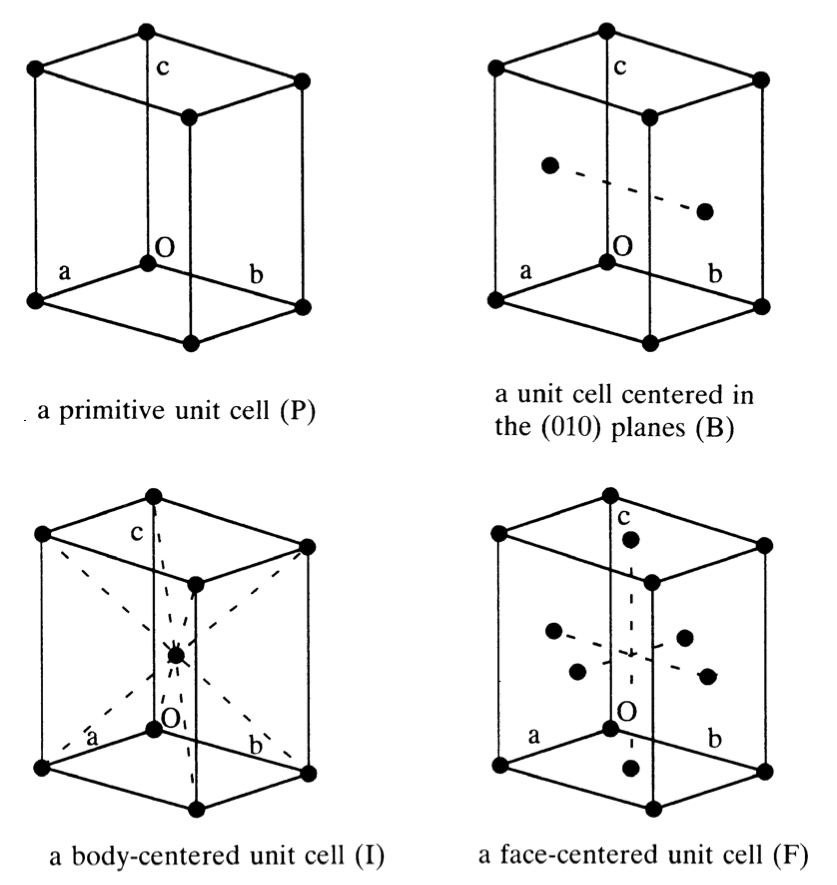 c
O
a
b
a primitive unit cell (P)
c
O
a
b
a unit cell centered in
the (010) planes (B)
c
O
a
b
a body-centered unit cell (I)
c
O
a
b
a face-centered unit cell (F)